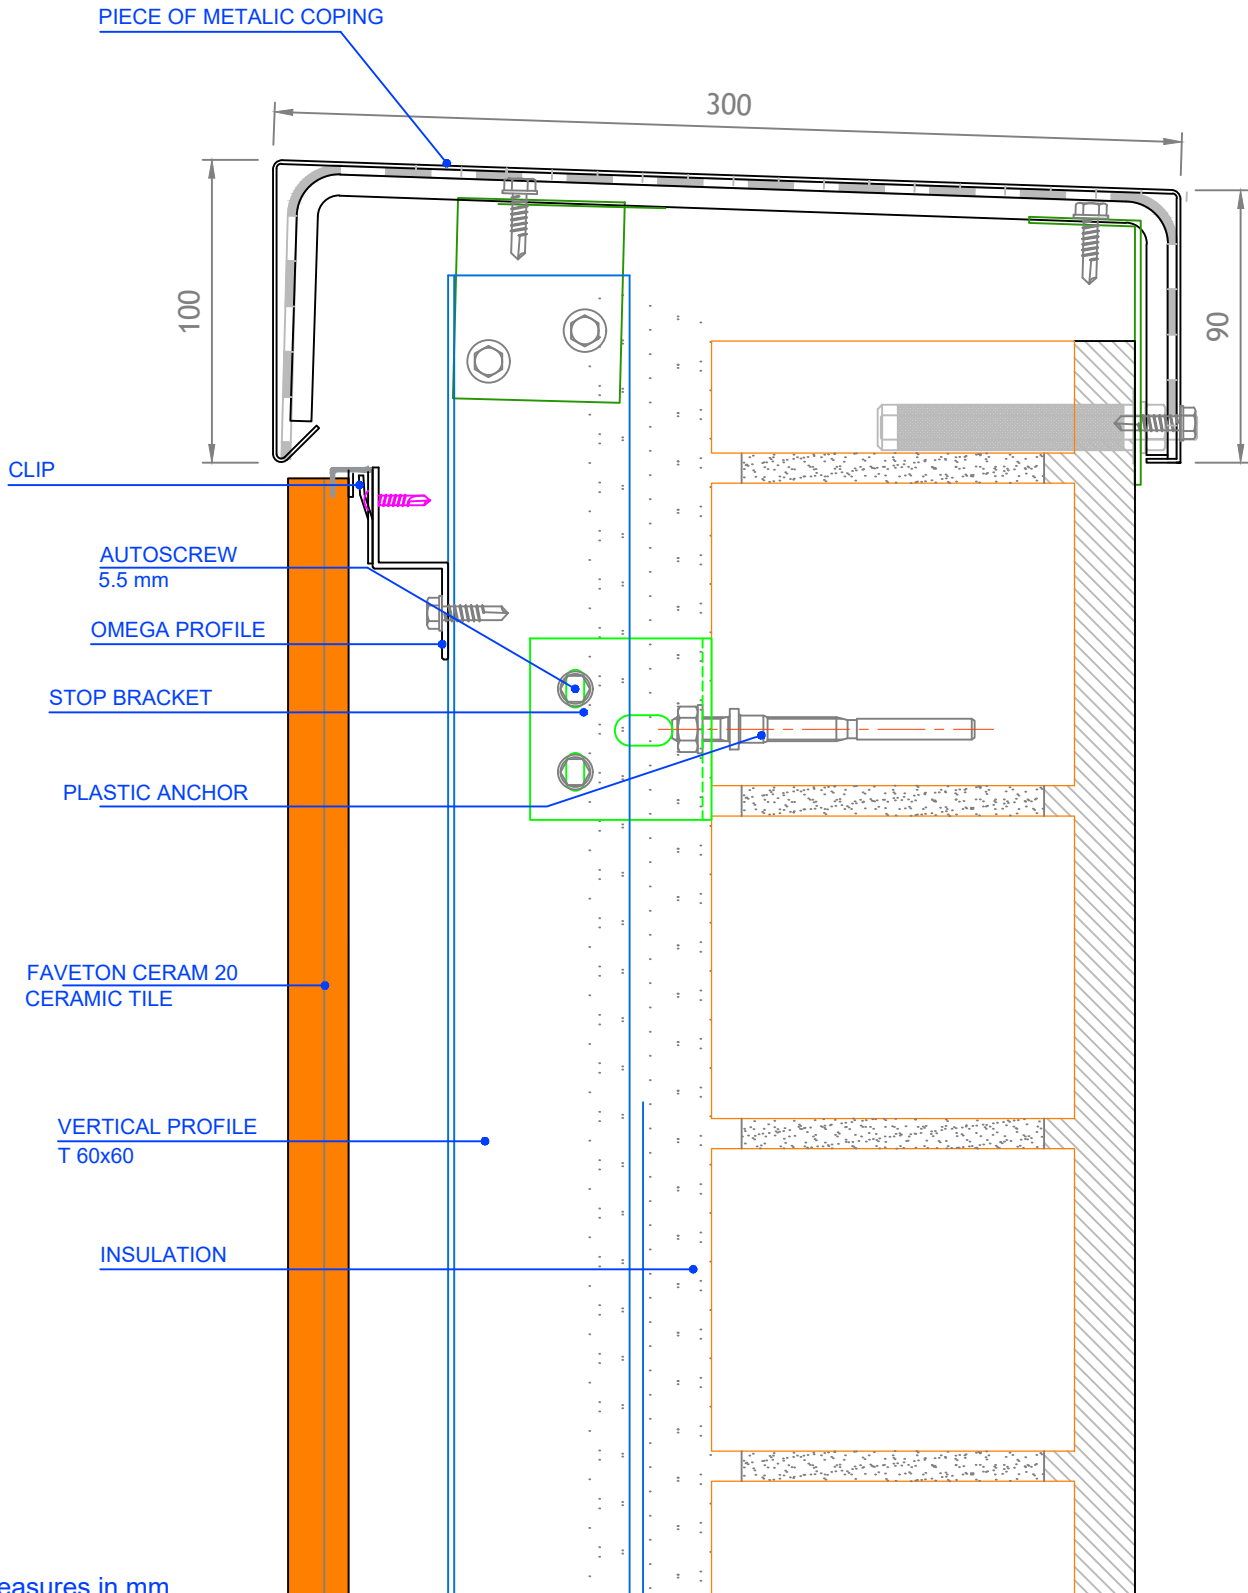 PIECE OF METALIC COPING
300
100
90
CLIP
AUTOSCREW
5.5 mm
OMEGA PROFILE
STOP BRACKET
PLASTIC ANCHOR
FAVETON CERAM 20
CERAMIC TILE
VERTICAL PROFILE
T 60x60
INSULATION
easures in mm